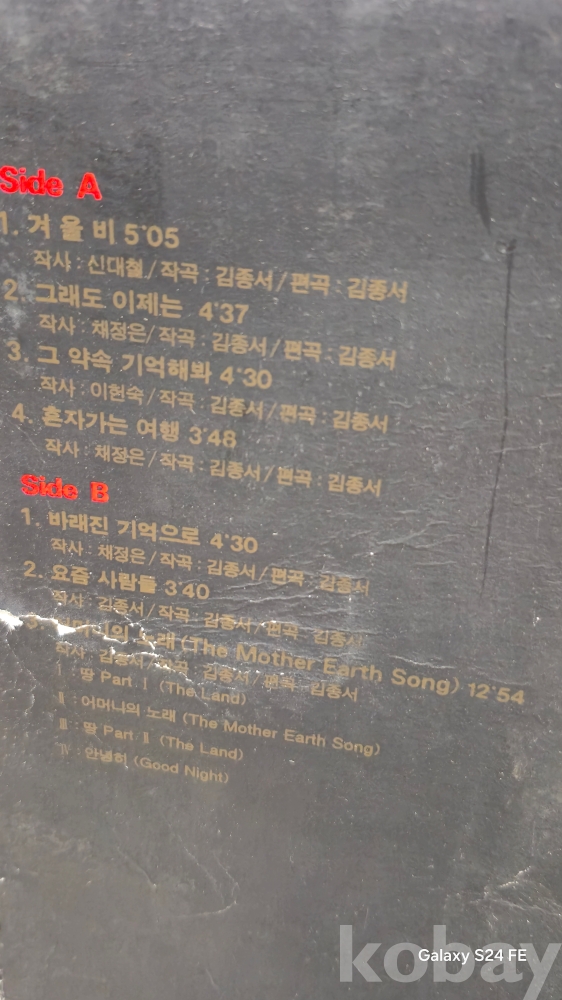 Side A
1. 겨울비 5'05
작사 : 신대철 / 작곡 : 김종서 / 편곡 : 김종서
2. 그래도 이제는 4'37
작사 : 채정은 / 작곡 : 김종서 / 편곡 : 김종서
3. 그 약속 기억해봐 4'30
작사 : 이헌숙 / 작곡 : 김종서 / 편곡 : 김종서
4. 혼자가는 여행 3'48
작사 : 채정은 / 작곡 : 김종서 / 편곡 : 김종서
Side B
1. 바래진 기억으로 4'30
작사 : 채정은 / 작곡 : 김종서 / 편곡 : 김종서
2. 요즘 사람들 3'40
작사 : 김종서 / 작곡 : 김종서 / 편곡 : 김종서
3. 노래 (The Mother Earth Song) 12'54
작사 : 김종서 / 작곡 : 김종서 / 편곡 : 김종서
Ⅰ : 땅 Part Ⅰ (The Land)
Ⅱ : 어머니의 노래 (The Mother Earth Song)
Ⅲ : 땅 Part Ⅱ (The Land)
Ⅳ : 안녕히 (Good Night)
kobay
Galaxy S24 FE